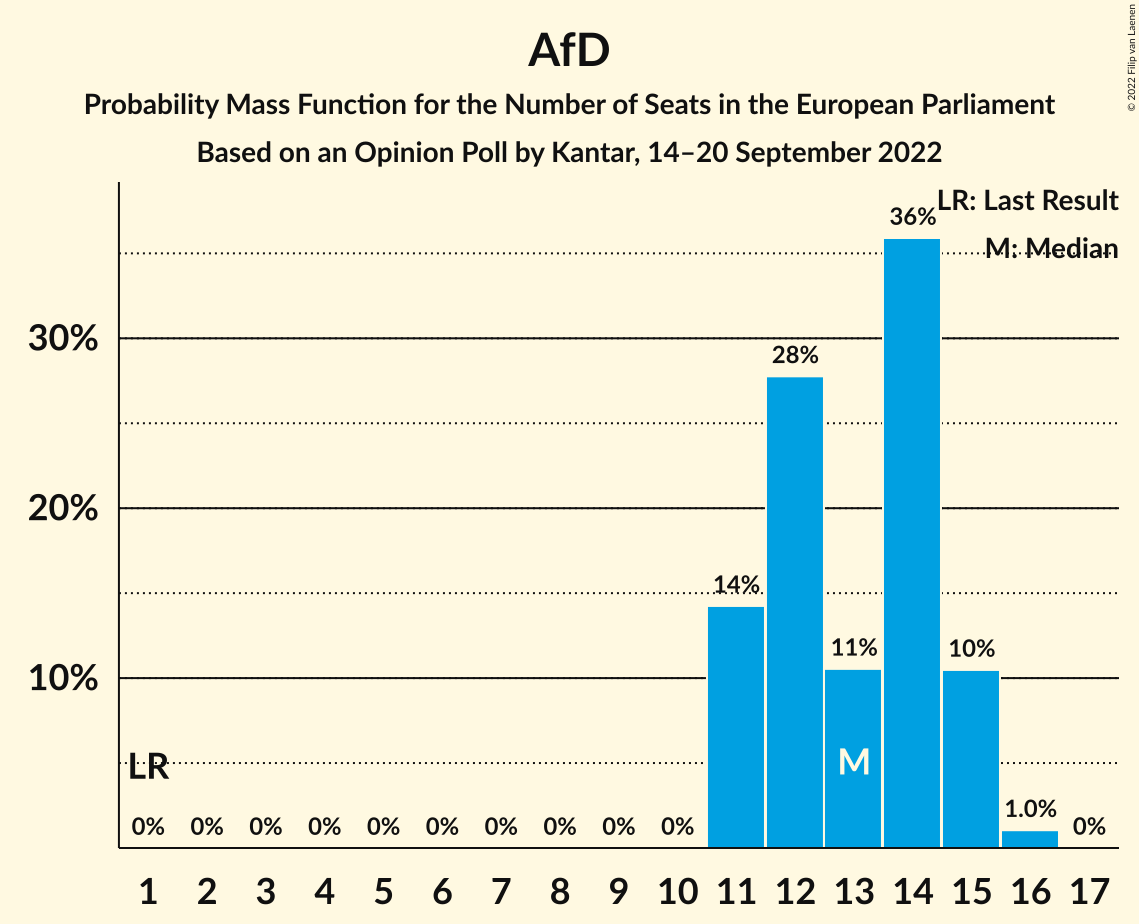 AfD
Probability Mass Function for the Number of Seats in the European Parliament
Based on an Opinion Poll by Kantar, 14–20 September 2022
© 2022 Filip van Laenen
LR: Last Result
M: Median
36%
30%
28%
20%
14%
11%
10%
10%
M
LR
0%
0%
0%
0%
0%
0%
0%
0%
0%
0%
1.0%
0%
1 2 3 4 5 6 7 8 9 10 11 12 13 14 15 16 17